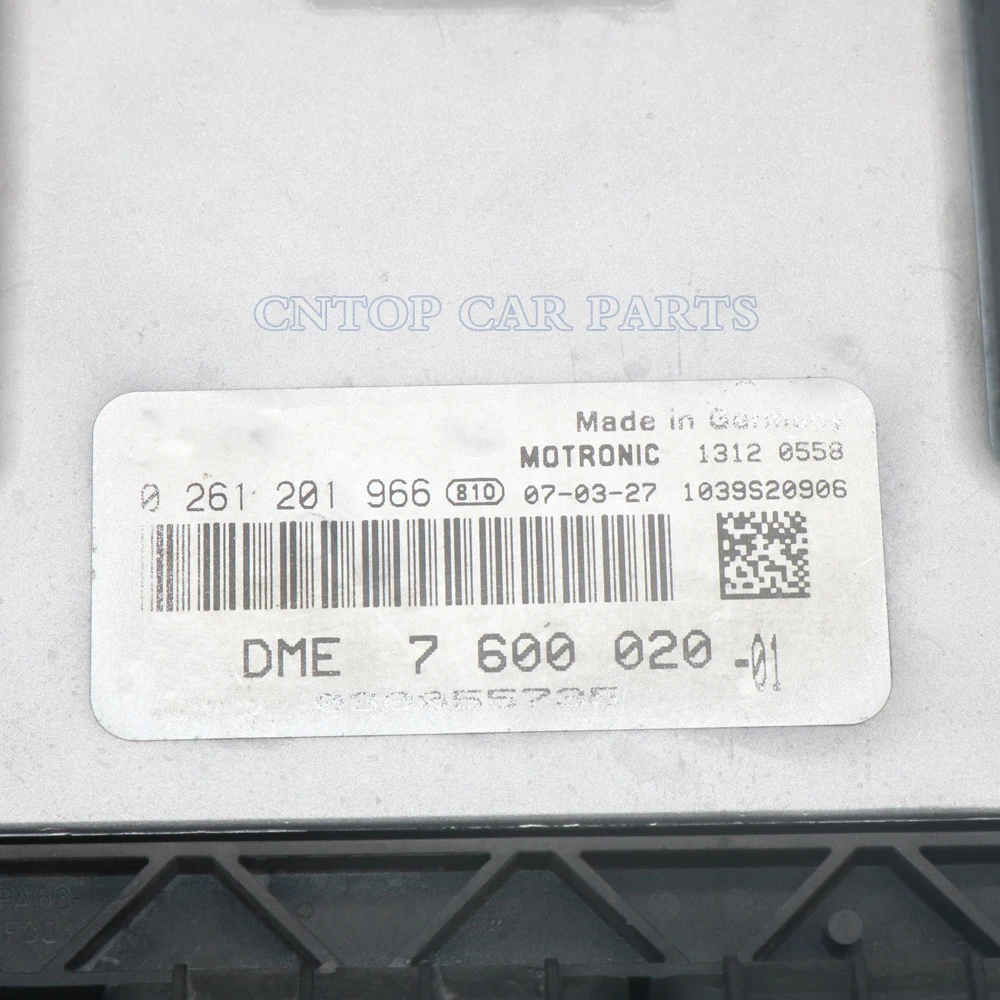 CNTOP CAR PARTS
Made in Germany
MOTRONIC 1312 0558
0 261 201 966 810 07-03-27 1039S20906
DME 7 600 020 -01